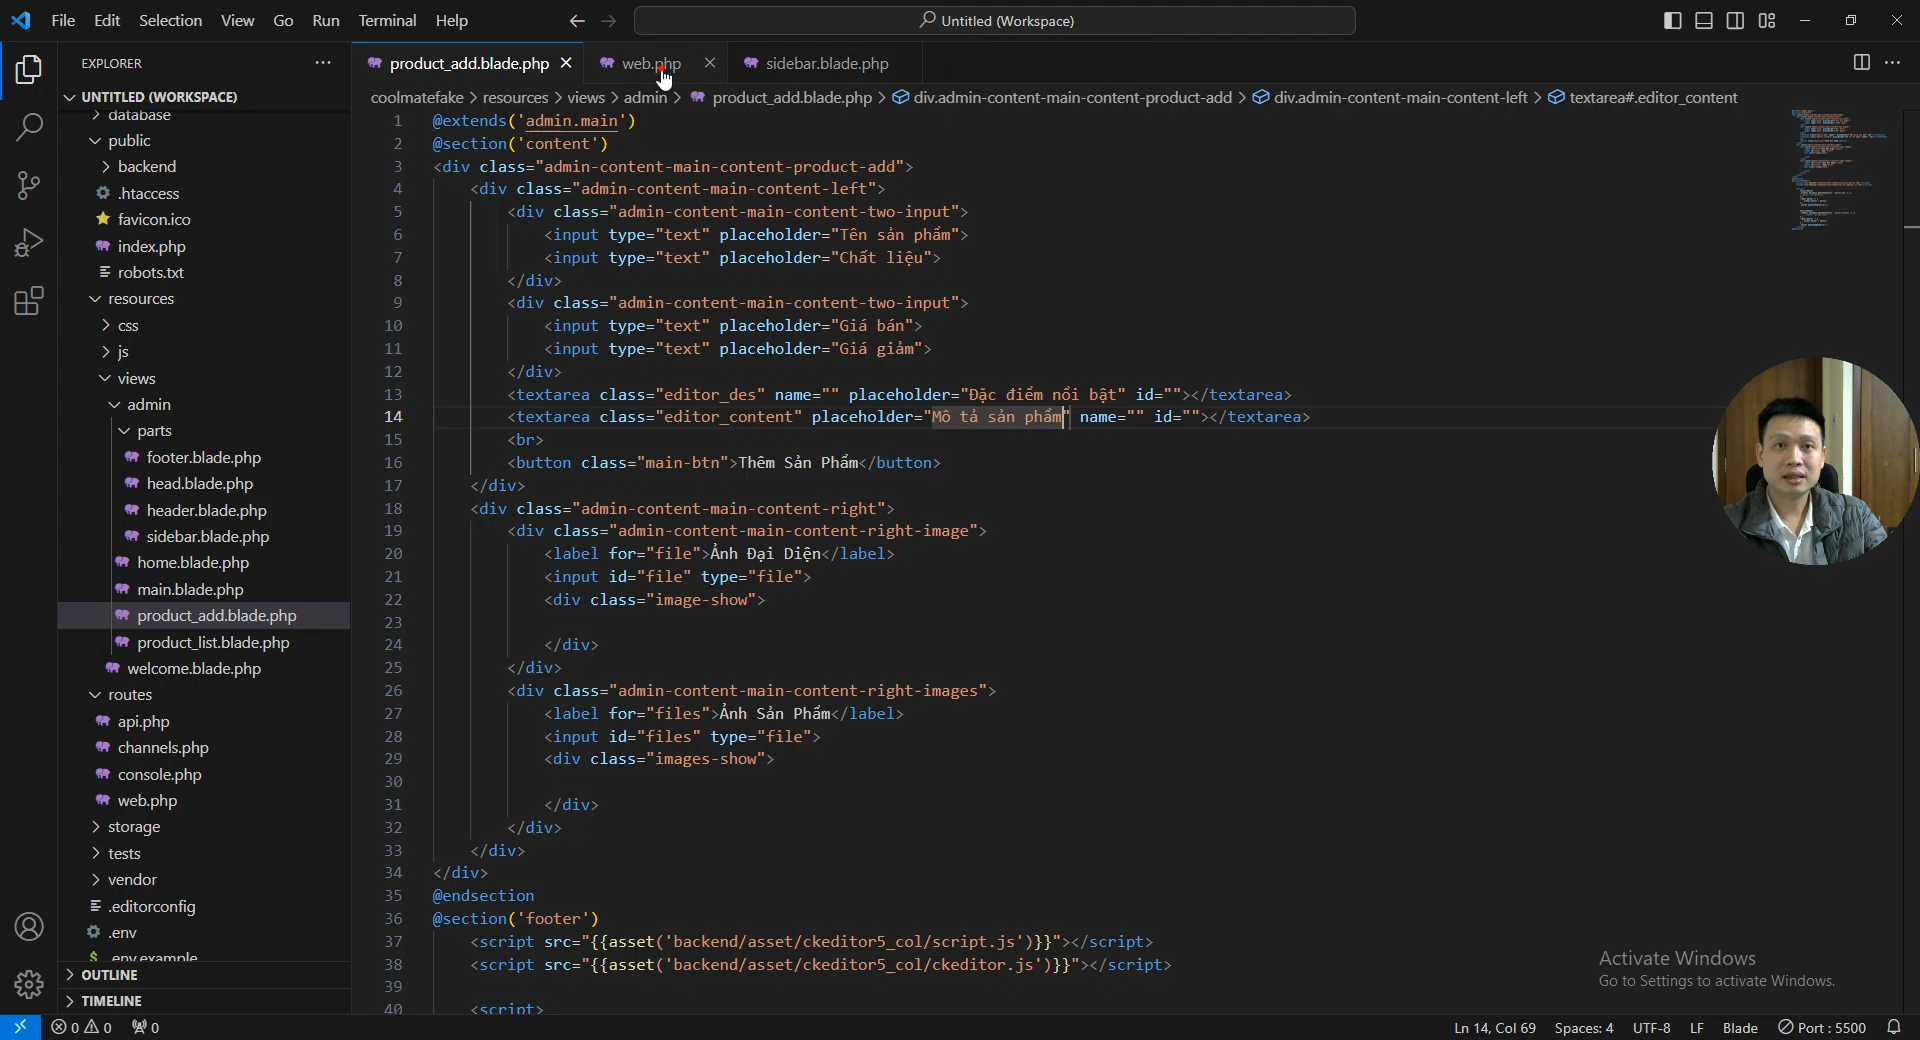 File Edit Selection View Go Run Terminal Help
Untitled (Workspace)
EXPLORER
UNTITLED (WORKSPACE)
database
public
backend
.htaccess
favicon.ico
index.php
robots.txt
resources
css
js
views
admin
parts
footer.blade.php
head.blade.php
header.blade.php
sidebar.blade.php
home.blade.php
main.blade.php
product_add.blade.php
product_list.blade.php
welcome.blade.php
routes
api.php
channels.php
console.php
web.php
storage
tests
vendor
.editorconfig
.env
.env.example
OUTLINE
TIMELINE
product_add.blade.php web.php sidebar.blade.php
coolmatefake > resources > views > admin > product_add.blade.php > div.admin-content-main-content-product-add > div.admin-content-main-content-left > textarea#.editor_content
1 @extends('admin.main')
2 @section('content')
3 <div class="admin-content-main-content-product-add">
4 <div class="admin-content-main-content-left">
5 <div class="admin-content-main-content-two-input">
6 <input type="text" placeholder="Tên sản phẩm">
7 <input type="text" placeholder="Chất liệu">
8 </div>
9 <div class="admin-content-main-content-two-input">
10 <input type="text" placeholder="Giá bán">
11 <input type="text" placeholder="Giá giảm">
12 </div>
13 <textarea class="editor_des" name="" placeholder="Đặc điểm nổi bật" id=""></textarea>
14 <textarea class="editor_content" placeholder="Mô tả sản phẩm" name="" id=""></textarea>
15 <br>
16 <button class="main-btn">Thêm Sản Phẩm</button>
17 </div>
18 <div class="admin-content-main-content-right">
19 <div class="admin-content-main-content-right-image">
20 <label for="file">Ảnh Đại Diện</label>
21 <input id="file" type="file">
22 <div class="image-show">
23
24 </div>
25 </div>
26 <div class="admin-content-main-content-right-images">
27 <label for="files">Ảnh Sản Phẩm</label>
28 <input id="files" type="file">
29 <div class="images-show">
30
31 </div>
32 </div>
33 </div>
34 </div>
35 @endsection
36 @section('footer')
37 <script src="{{asset('backend/asset/ckeditor5_col/script.js')}}"></script>
38 <script src="{{asset('backend/asset/ckeditor5_col/ckeditor.js')}}"></script>
39
40 <script>
Activate Windows
Go to Settings to activate Windows.
0 0 0
Ln 14, Col 69 Spaces: 4 UTF-8 LF Blade Port : 5500